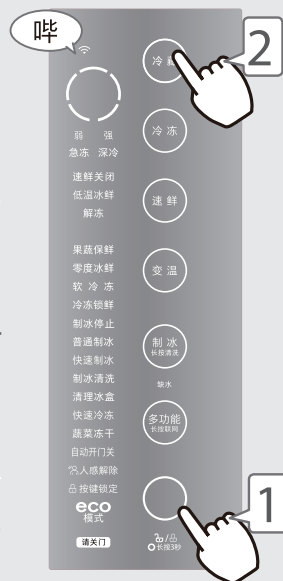 哔
2
弱 强
急冻 深冷
速鲜关闭
低温冰鲜
解冻
果蔬保鲜
零度冰鲜
软冷冻
冷冻锁鲜
制冰停止
普通制冰
快速制冰
制冰清洗
清理冰盒
快速冷冻
蔬菜冻干
自动开门关
人感解除
按键锁定
eco
模式
请关门
冷
冷冻
速鲜
变温
制冰
长按清洗
缺水
多功能
长按联网
1
/
长按3秒